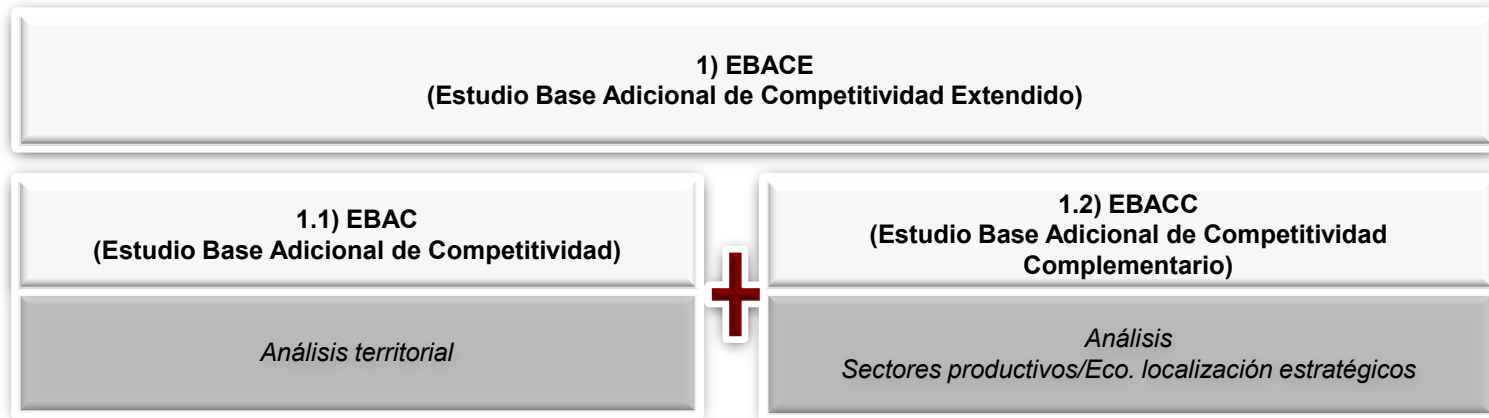 1) EBACE
(Estudio Base Adicional de Competitividad Extendido)
1.1) EBAC
(Estudio Base Adicional de Competitividad)
Análisis territorial
1.2) EBACC
(Estudio Base Adicional de Competitividad
Complementario)
Análisis
Sectores productivos/Eco. localización estratégicos